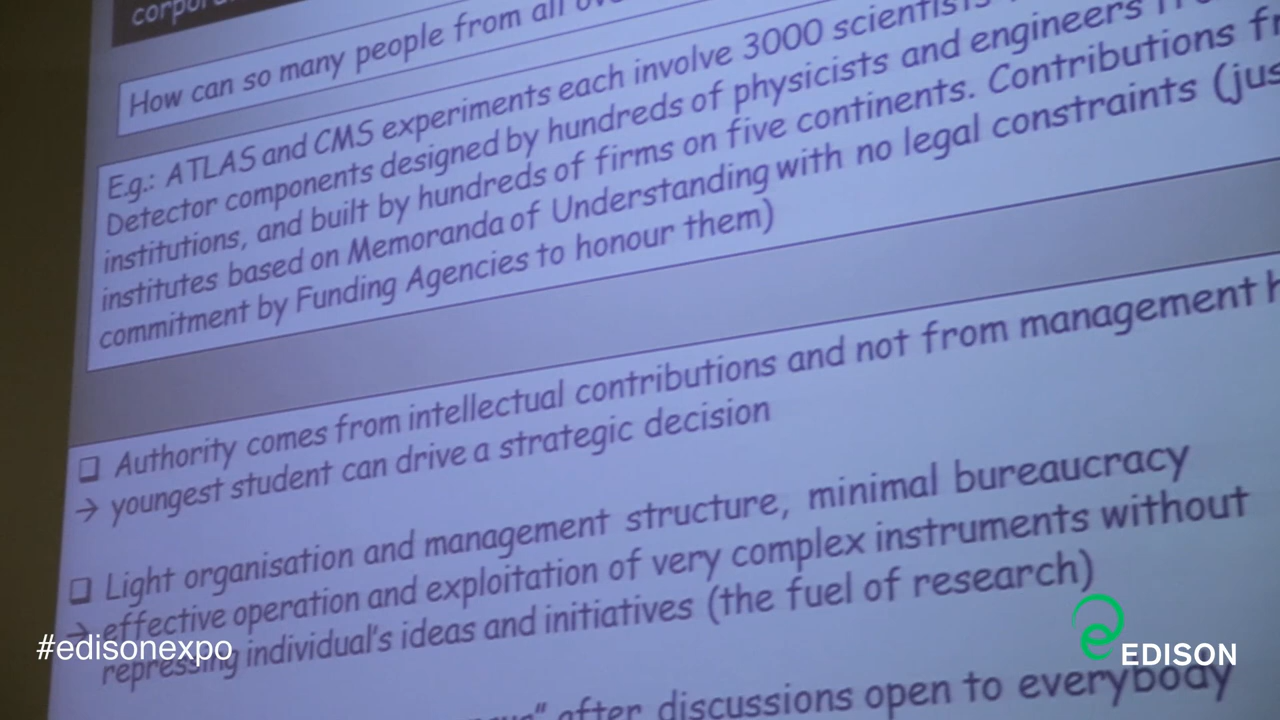 How can so many people from all
E.g.: ATLAS and CMS experiments each involve 3000 scientists
Detector components designed by hundreds of physicists and engineers
institutions, and built by hundreds of firms on five continents. Contributions
institutes based on Memoranda of Understanding with no legal constraints
commitment by Funding Agencies to honour them)
❑ Authority comes from intellectual contributions and not from management
→ youngest student can drive a strategic decision
❑ Light organisation and management structure, minimal bureaucracy
→ effective operation and exploitation of very complex instruments without
repressing individual's ideas and initiatives (the fuel of research)
after discussions open to everybody
#edisonexpo
EDISON